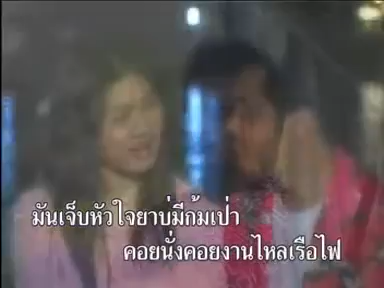 มันเจ็บหัวใจยาบ่มีก้มเป่า
คอยนั่งคอยงานไหลเรือไฟ